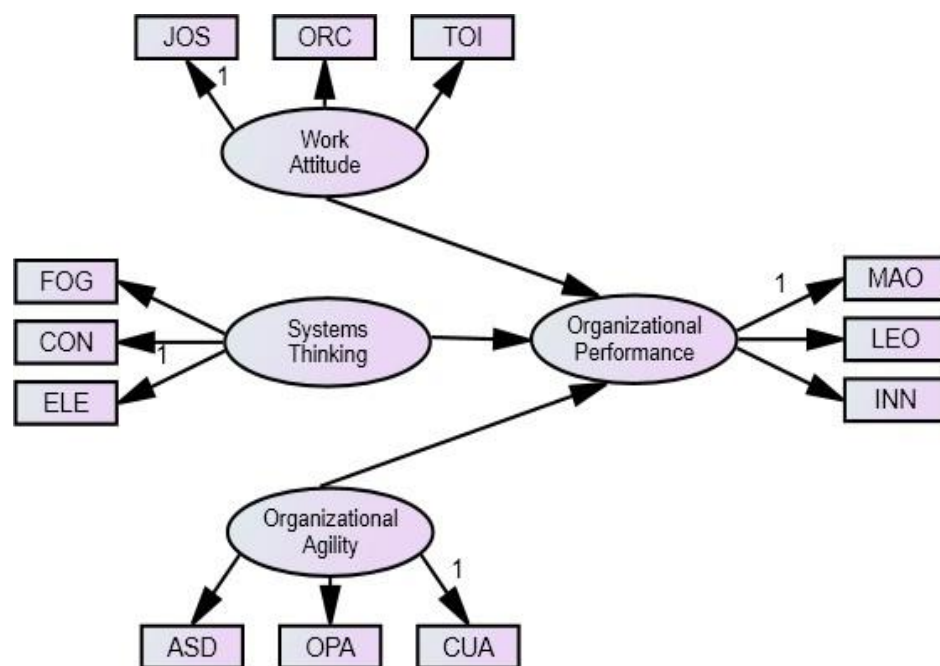 JOS
ORC
TOI
1
Work
Attitude
FOG
CON
ELE
1
Systems
Thinking
Organizational
Performance
1
MAO
LEO
INN
Organizational
Agility
1
ASD
OPA
CUA